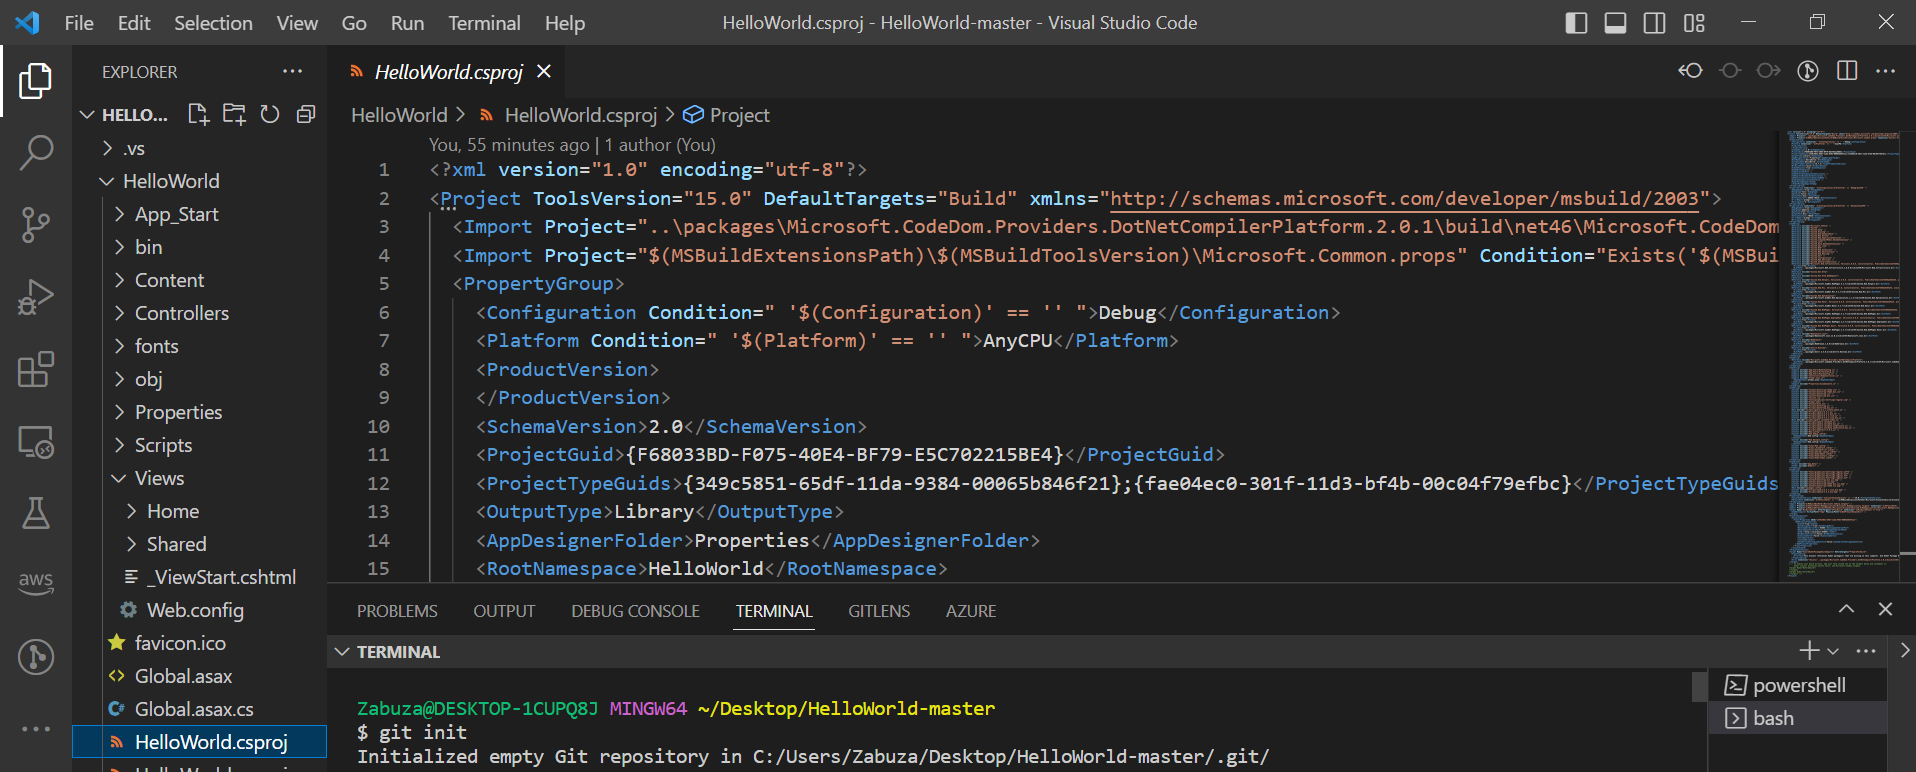 File Edit Selection View Go Run Terminal Help
HelloWorld.csproj - HelloWorld-master - Visual Studio Code
EXPLORER
HELLO...
.vs
HelloWorld
App_Start
bin
Content
Controllers
fonts
obj
Properties
Scripts
Views
Home
Shared
_ViewStart.cshtml
Web.config
favicon.ico
Global.asax
Global.asax.cs
HelloWorld.csproj
aws
HelloWorld.csproj
HelloWorld > HelloWorld.csproj > Project
You, 55 minutes ago | 1 author (You)
1 <?xml version="1.0" encoding="utf-8"?>
2 <Project ToolsVersion="15.0" DefaultTargets="Build" xmlns="http://schemas.microsoft.com/developer/msbuild/2003">
3 <Import Project="..\packages\Microsoft.CodeDom.Providers.DotNetCompilerPlatform.2.0.1\build\net46\Microsoft.CodeDom
4 <Import Project="$(MSBuildExtensionsPath)\$(MSBuildToolsVersion)\Microsoft.Common.props" Condition="Exists('$(MSBui
5 <PropertyGroup>
6 <Configuration Condition=" '$(Configuration)' == '' ">Debug</Configuration>
7 <Platform Condition=" '$(Platform)' == '' ">AnyCPU</Platform>
8 <ProductVersion>
9 </ProductVersion>
10 <SchemaVersion>2.0</SchemaVersion>
11 <ProjectGuid>{F68033BD-F075-40E4-BF79-E5C702215BE4}</ProjectGuid>
12 <ProjectTypeGuids>{349c5851-65df-11da-9384-00065b846f21};{fae04ec0-301f-11d3-bf4b-00c04f79efbc}</ProjectTypeGuids
13 <OutputType>Library</OutputType>
14 <AppDesignerFolder>Properties</AppDesignerFolder>
15 <RootNamespace>HelloWorld</RootNamespace>
PROBLEMS OUTPUT DEBUG CONSOLE TERMINAL GITLENS AZURE
TERMINAL
Zabuza@DESKTOP-1CUPQ8J MINGW64 ~/Desktop/HelloWorld-master
$ git init
Initialized empty Git repository in C:/Users/Zabuza/Desktop/HelloWorld-master/.git/
powershell
bash